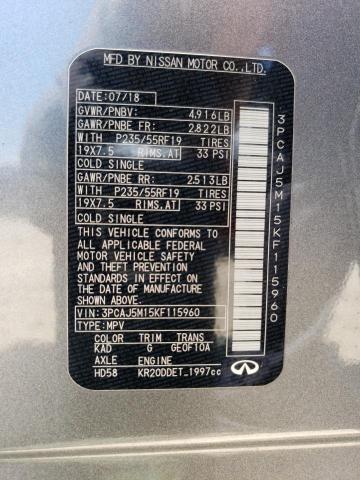 MFD BY NISSAN MOTOR CO.,LTD.
DATE:07/18
GVWR/PNBV: 4.916LB
GAWR/PNBE FR: 2.822LB
WITH P235/55RF19 TIRES
19X7.5 RIMS,AT 33 PSI
COLD SINGLE
GAWR/PNBE RR: 2.513LB
WITH P235/55RF19 TIRES
19X7.5 RIMS,AT 33 PSI
COLD SINGLE
THIS VEHICLE CONFORMS TO
ALL APPLICABLE FEDERAL
MOTOR VEHICLE SAFETY
AND THEFT PREVENTION
STANDARDS IN EFFECT ON
THE DATE OF MANUFACTURE
SHOWN ABOVE.
VIN: 3PCAJ5M15KF115960
TYPE: MPV
COLOR TRIM TRANS
KAD G GE0F10A
AXLE ENGINE
HD58 KR20DDET_1997cc
3PCAJ5M15KF115960